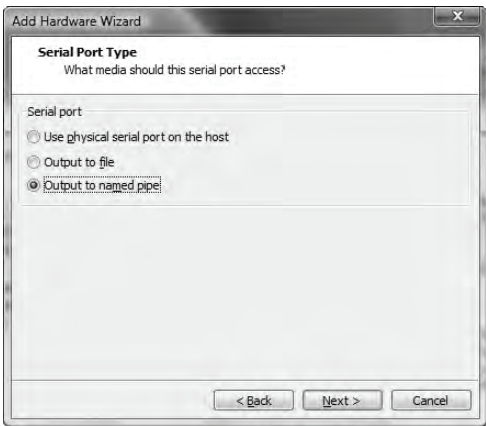 Add Hardware Wizard
Serial Port Type
What media should this serial port access?
Serial port
Use physical serial port on the host
Output to file
Output to named pipe
< Back
Next >
Cancel